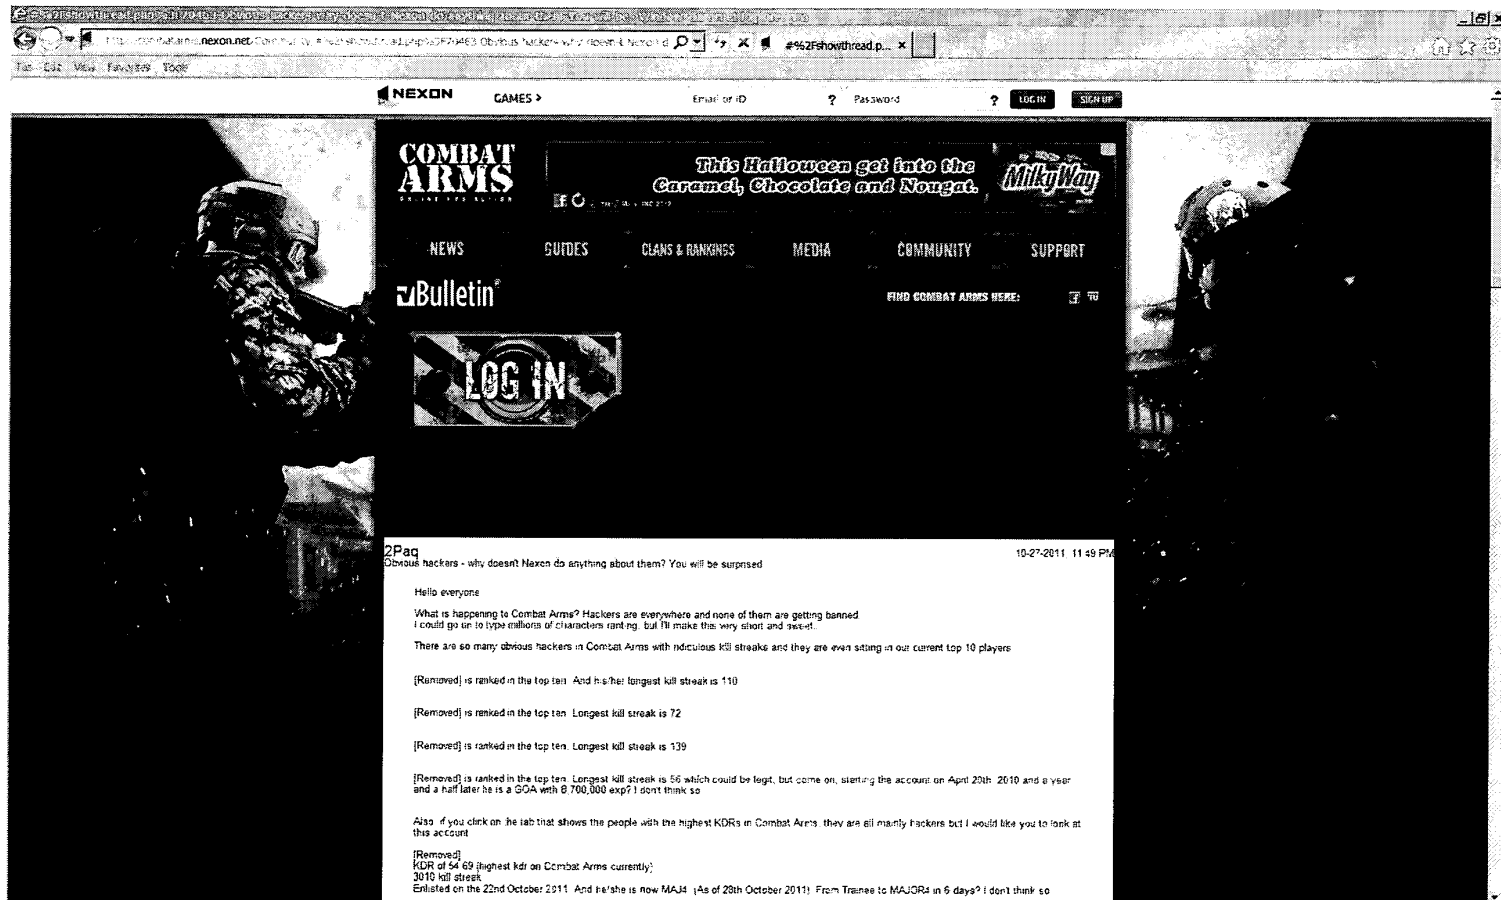 nexon.net
#%2Fshowthread.p... ×
View Favorites Tools
NEXON GAMES > Email or ID ? Password ? LOG IN SIGN UP
COMBAT
ARMS
This Halloween get into the
Caramel, Chocolate and Nougat.
MilkyWay
NEWS GUIDES CLANS & RANKINGS MEDIA COMMUNITY SUPPORT
vBulletin®
FIND COMBAT ARMS HERE:
LOG IN
2Paq 10-27-2011, 11:49 PM
Obvious hackers - why doesn't Nexon do anything about them? You will be surprised
Hello everyone
What is happening to Combat Arms? Hackers are everywhere and none of them are getting banned.
I could go on to type millions of characters ranting, but I'll make this very short and sweet..
There are so many obvious hackers in Combat Arms with ridiculous kill streaks and they are even sitting in our current top 10 players
[Removed] is ranked in the top ten. And his/her longest kill streak is 110
[Removed] is ranked in the top ten. Longest kill streak is 72
[Removed] is ranked in the top ten. Longest kill streak is 139
[Removed] is ranked in the top ten. Longest kill streak is 56 which could be legit, but come on, starting the account on April 2010 and a year
and a half later he is a GOA with 8,700,000 exp? I don't think so
Also, if you click on the tab that shows the people with the highest KDRs in Combat Arms, they are all mainly hackers but I would like you to look at
this account
[Removed]
KDR of 54.69 (highest kdr on Combat Arms currently)
3010 kill streak
Enlisted on the 22nd October 2011. And he/she is now MAJ4. (As of 28th October 2011). From Trainee to MAJOR4 in 6 days? I don't think so